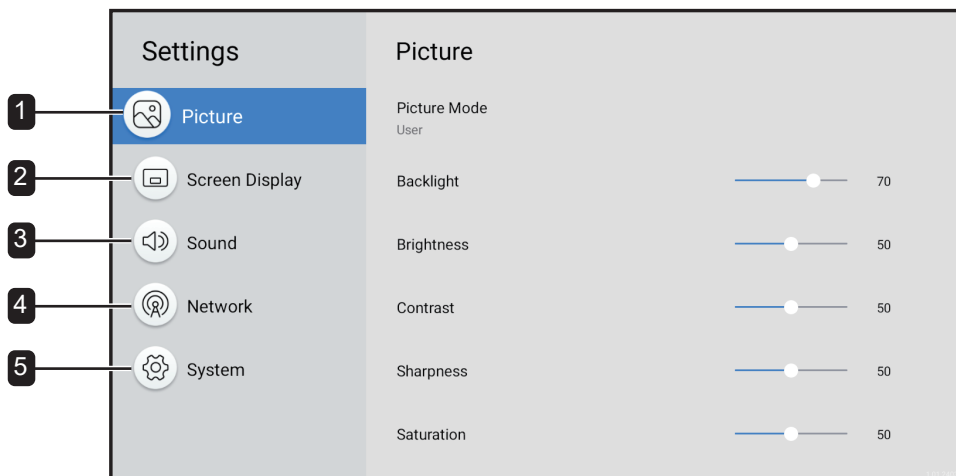 Settings
1 Picture
2 Screen Display
3 Sound
4 Network
5 System
Picture
Picture Mode
User
Backlight 70
Brightness 50
Contrast 50
Sharpness 50
Saturation 50